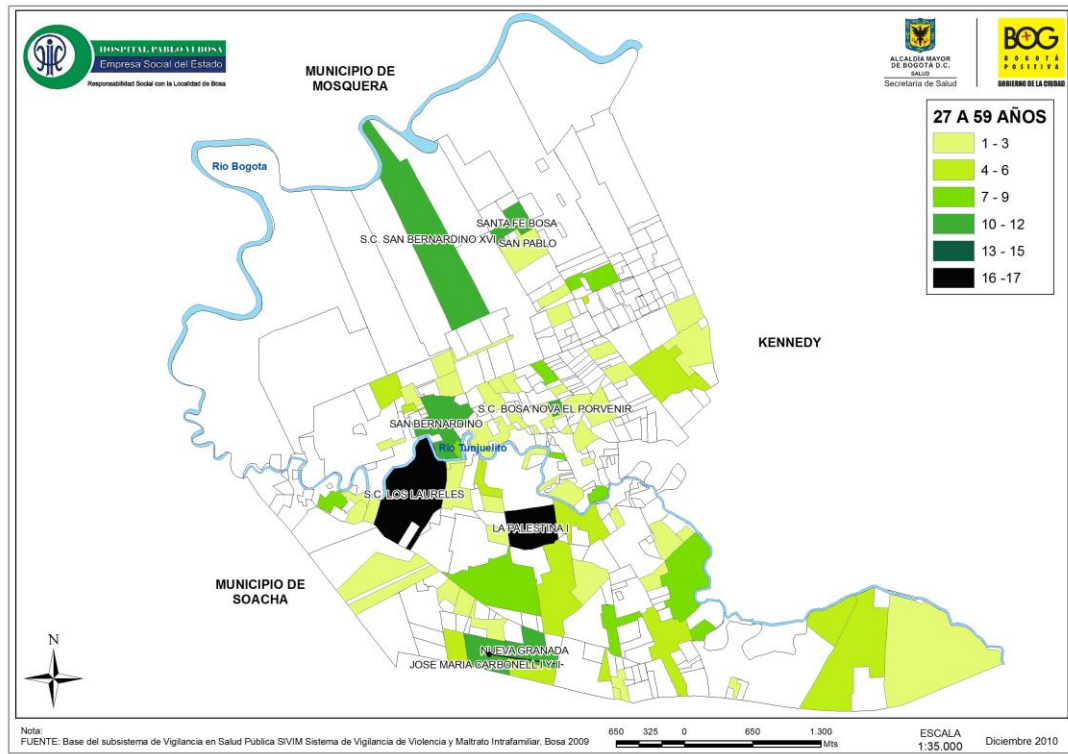 HOSPITAL PABLO VI BOSA
Empresa Social del Estado
Responsabilidad Social con la Localidad de Bosa
ALCALDIA MAYOR
DE BOGOTÁ D.C.
SALUD
Secretaría de Salud
BOG
BOGOTÁ
POSITIVA
GOBIERNO DE LA CIUDAD
MUNICIPIO DE
MOSQUERA
27 A 59 AÑOS
1 - 3
4 - 6
7 - 9
10 - 12
13 - 15
16 -17
Rio Bogota
SANTA FE BOSA
S.C. SAN BERNARDINO XVI
SAN PABLO
KENNEDY
S.C. BOSA NOVA EL PORVENIR
SAN BERNARDINO
Rio Tunjuelito
S.C. LOS LAURELES
LA PALESTINA I
MUNICIPIO DE
SOACHA
NUEVA GRANADA
JOSE MARIA CARBONELL I Y II-
N
Nota:
FUENTE: Base del subsistema de Vigilancia en Salud Pública SIVIM Sistema de Vigilancia de Violencia y Maltrato Intrafamiliar. Bosa 2009
650 325 0 650 1.300
Mts
ESCALA
1:35.000
Diciembre 2010